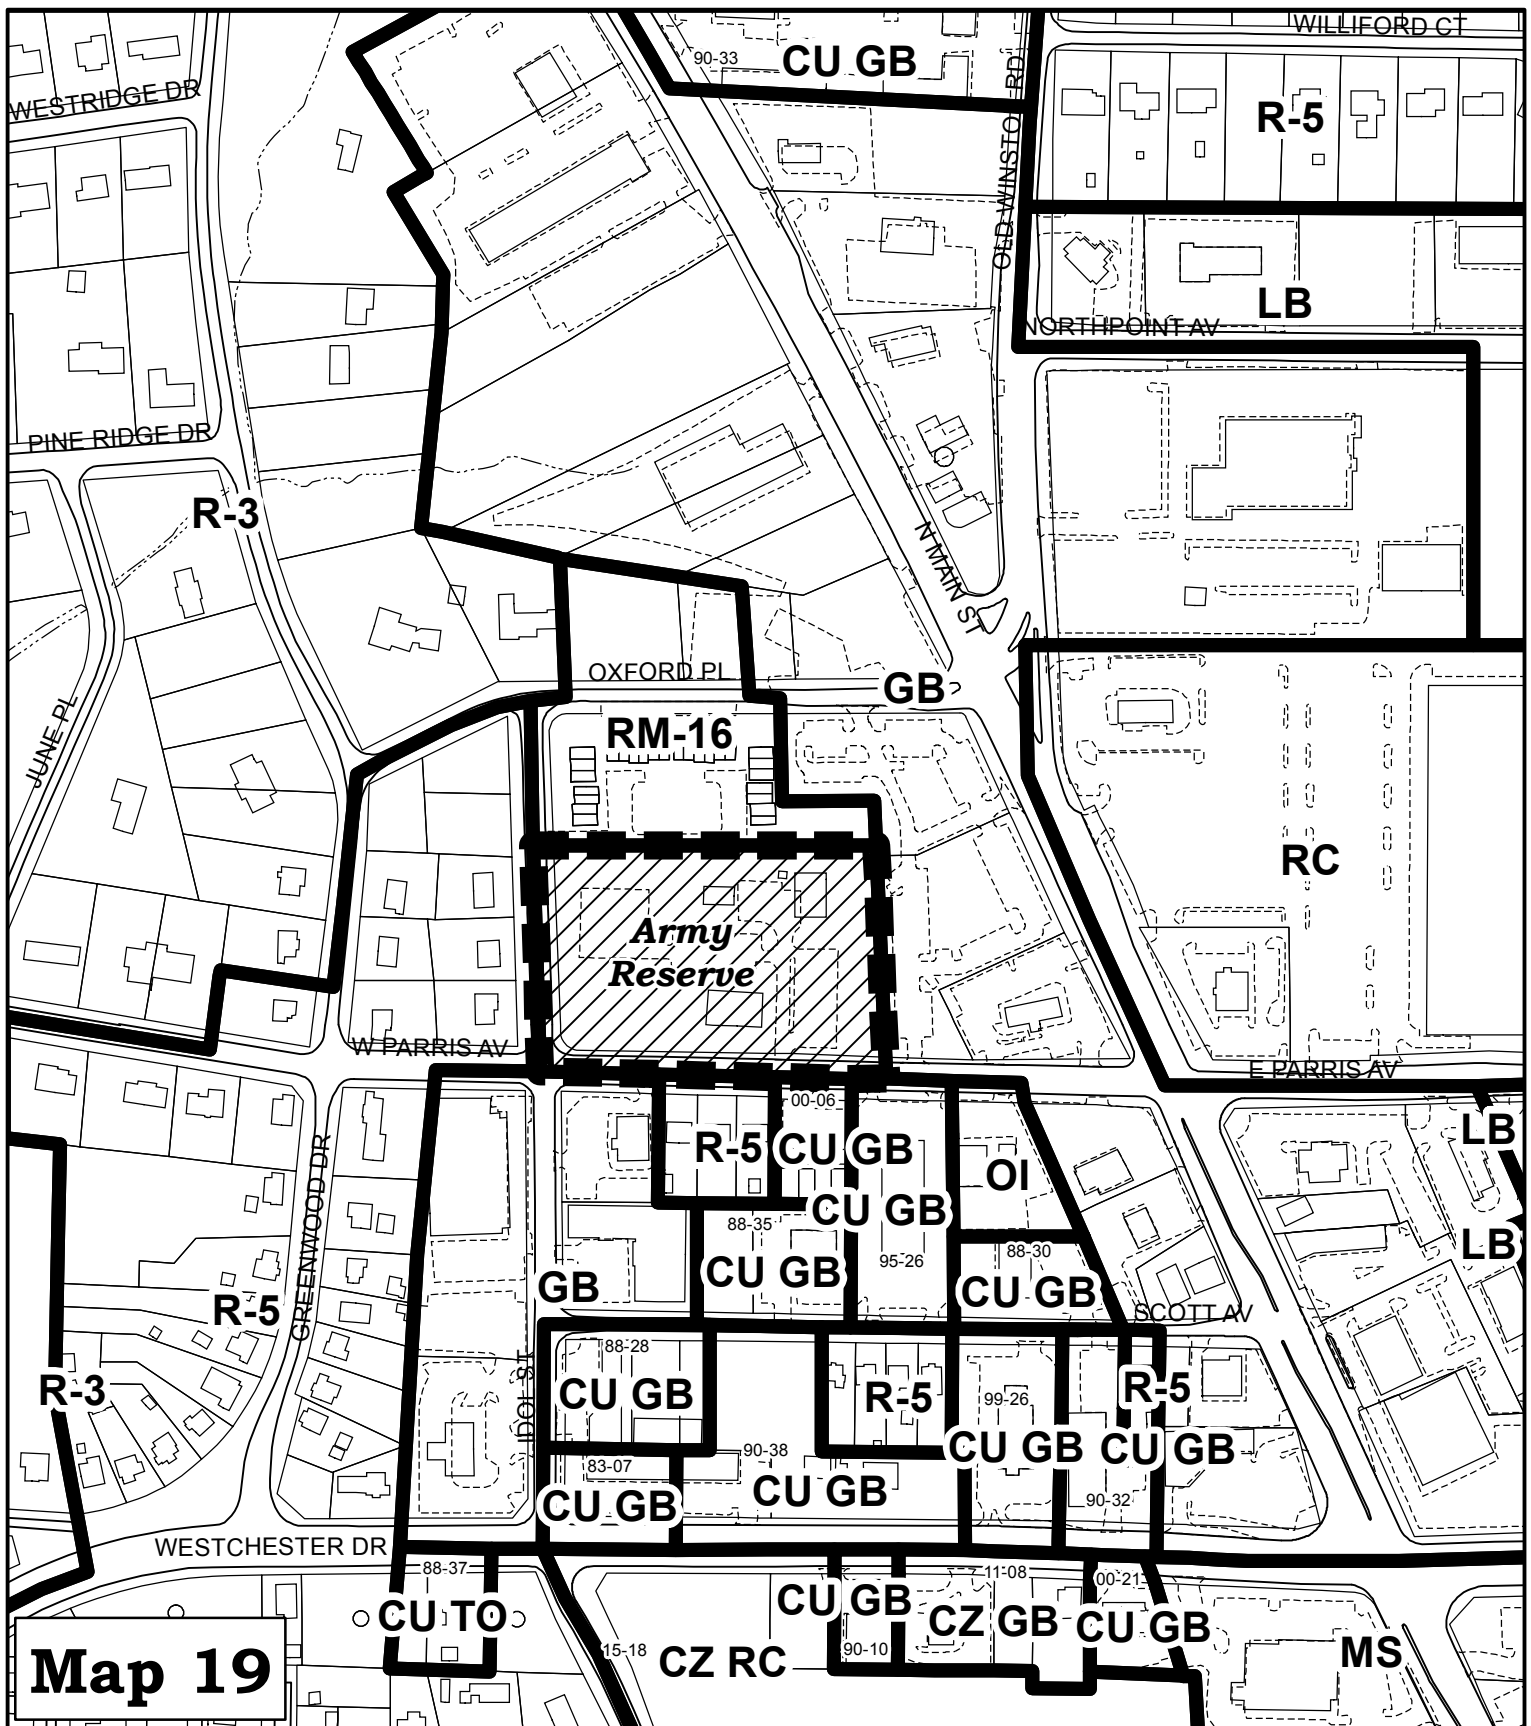 WILLIFORD CT
90-33
CU GB
WESTRIDGE DR
R-5
OLD WINSTO RD
LB
NORTHPOINT AV
PINE RIDGE DR
R-3
N MAIN ST
OXFORD PL
GB
RM-16
JUNE PL
RC
Army
Reserve
W PARRIS AV
E PARRIS AV
00-06
LB
R-5
CU GB
OI
CU GB
88-35
88-30
LB
GREENWOOD DR
CU GB
95-26
CU GB
GB
R-5
SCOTT AV
88-28
IDOL ST
R-3
CU GB
R-5
99-26
R-5
CU GB
CU GB
90-38
83-07
CU GB
CU GB
90-32
WESTCHESTER DR
88-37
11-08
00-21
CU TO
CU GB
CZ GB
CU GB
15-18
CZ RC
90-10
MS
Map 19